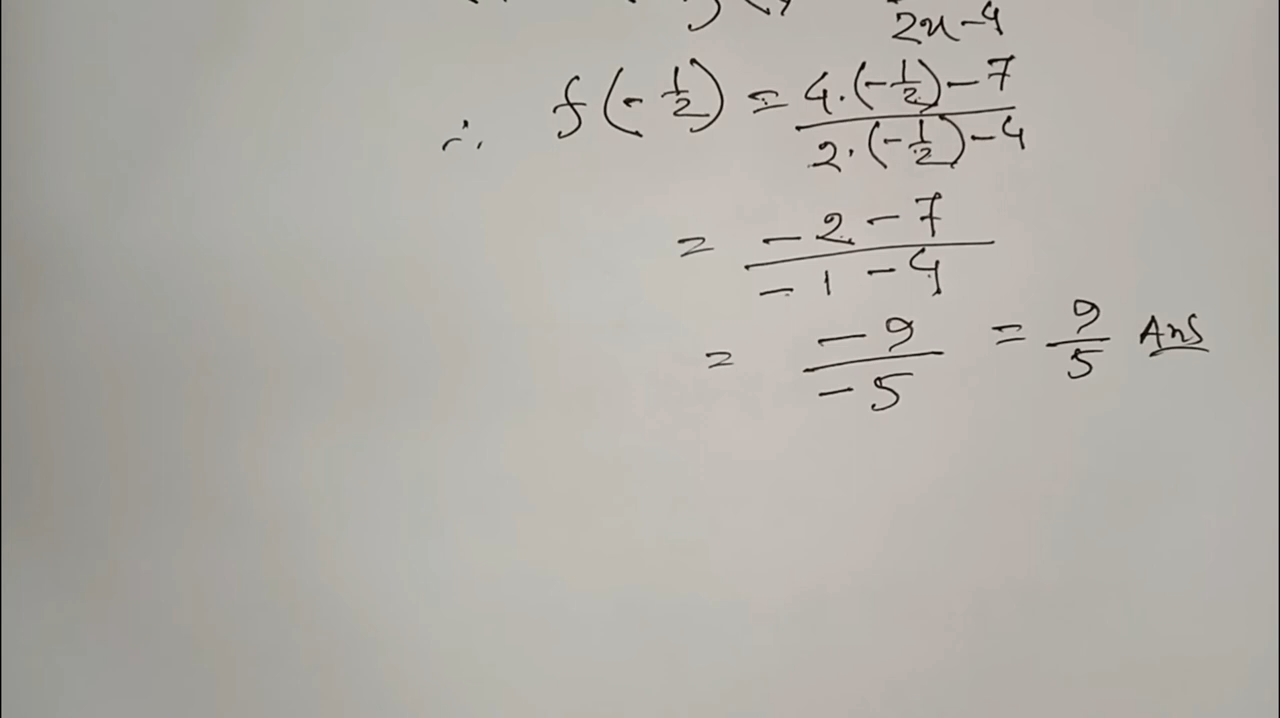 2x-4
∴ f(-1/2) = 4.(-1/2)-7 / 2.(-1/2)-4
= -2-7 / -1-4
= -9 / -5 = 9/5 Ans